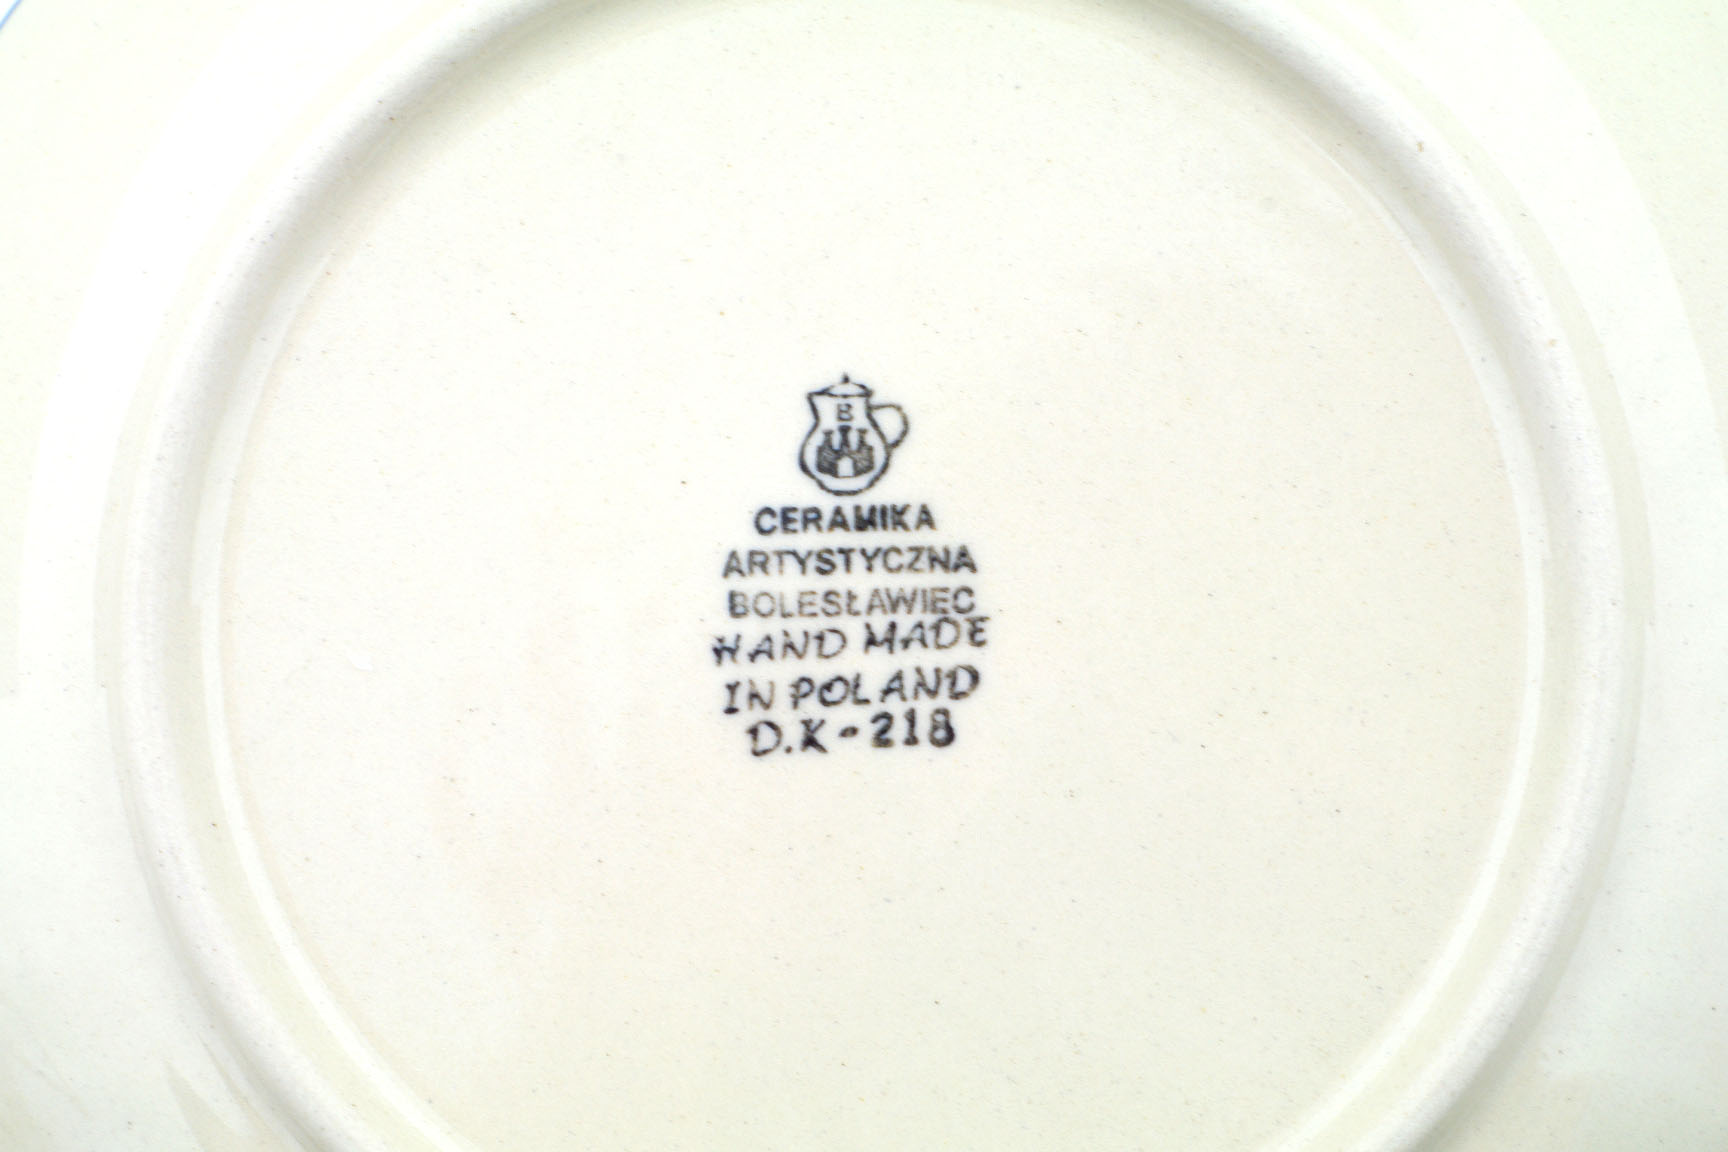 B
CERAMIKA
ARTYSTYCZNA
BOLESŁAWIEC
HAND MADE
IN POLAND
D.K-218